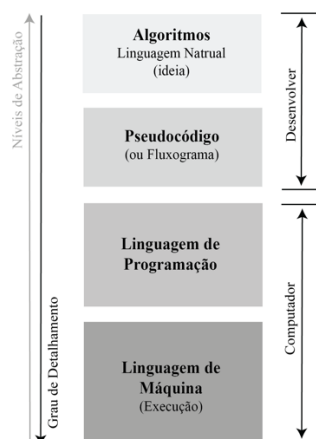 Níveis de Abstração
Grau de Detalhamento
Algoritmos
Linguagem Natrual
(ideia)
Pseudocódigo
(ou Fluxograma)
Linguagem de
Programação
Linguagem de
Máquina
(Execução)
Desenvolver
Computador